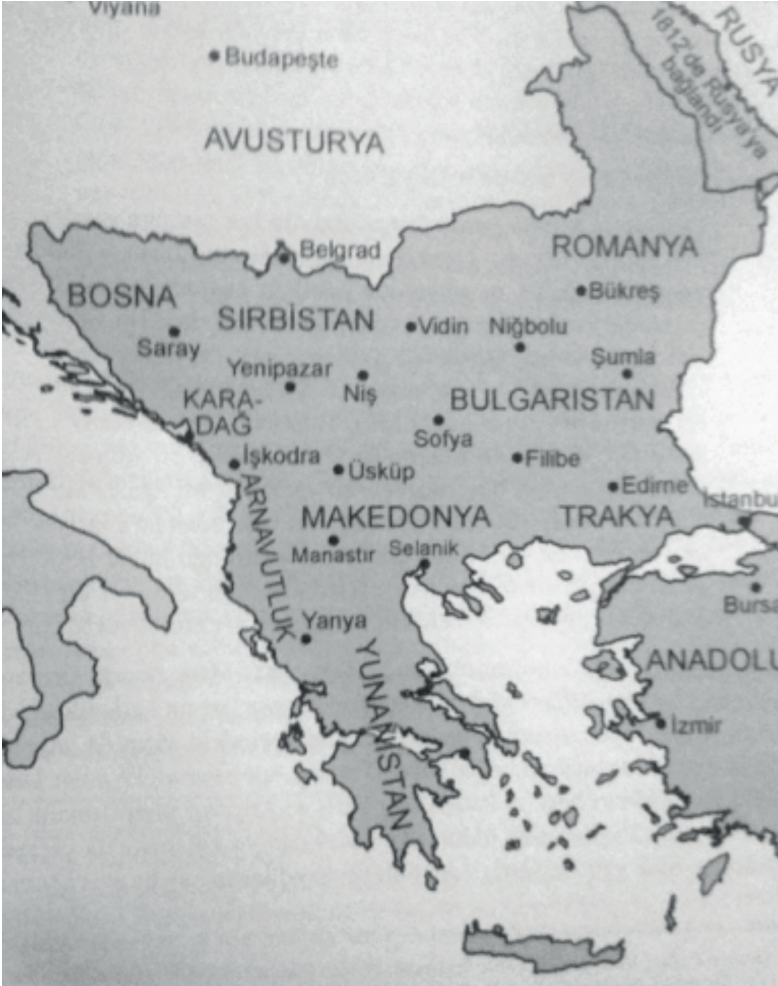 Viyana
Budapeşte
AVUSTURYA
RUSYA
1812'de Rusya'ya
bağlandı
ROMANYA
Belgrad
Bükreş
BOSNA
SIRBİSTAN
Vidin
Niğbolu
Saray
Şumla
Yenipazar
Niş
KARA-
DAĞ
BULGARISTAN
Sofya
İşkodra
Üsküp
Filibe
Edirne
İstanbu
MAKEDONYA
TRAKYA
ARNAVUTLUK
Manastır
Selanik
Bursa
Yanya
YUNANİSTAN
ANADOLU
İzmir